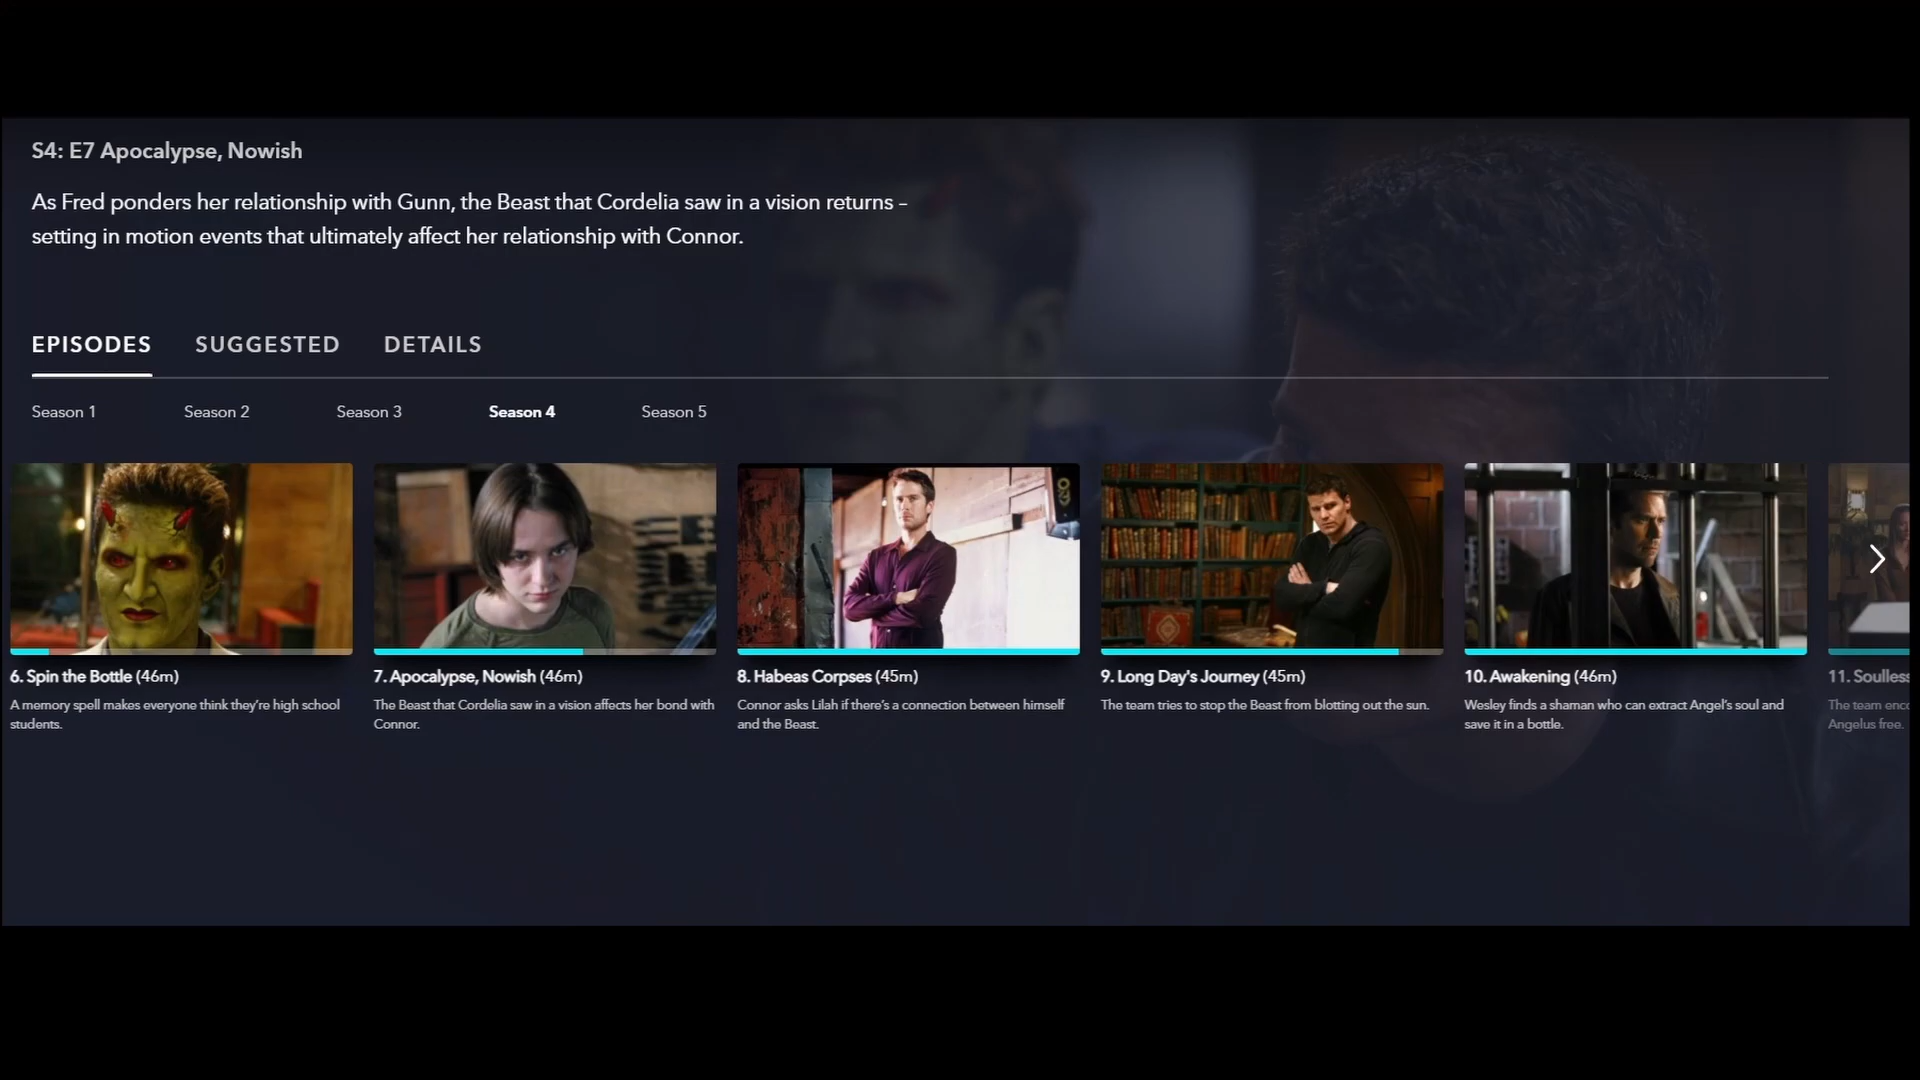 S4: E7 Apocalypse, Nowish
As Fred ponders her relationship with Gunn, the Beast that Cordelia saw in a vision returns –
setting in motion events that ultimately affect her relationship with Connor.
EPISODES SUGGESTED DETAILS
Season 1 Season 2 Season 3 Season 4 Season 5
6. Spin the Bottle (46m)
A memory spell makes everyone think they're high school
students.
7. Apocalypse, Nowish (46m)
The Beast that Cordelia saw in a vision affects her bond with
Connor.
8. Habeas Corpses (45m)
Connor asks Lilah if there's a connection between himself
and the Beast.
9. Long Day's Journey (45m)
The team tries to stop the Beast from blotting out the sun.
10. Awakening (46m)
Wesley finds a shaman who can extract Angel's soul and
save it in a bottle.
11. Soulless
The team
Angelus free.